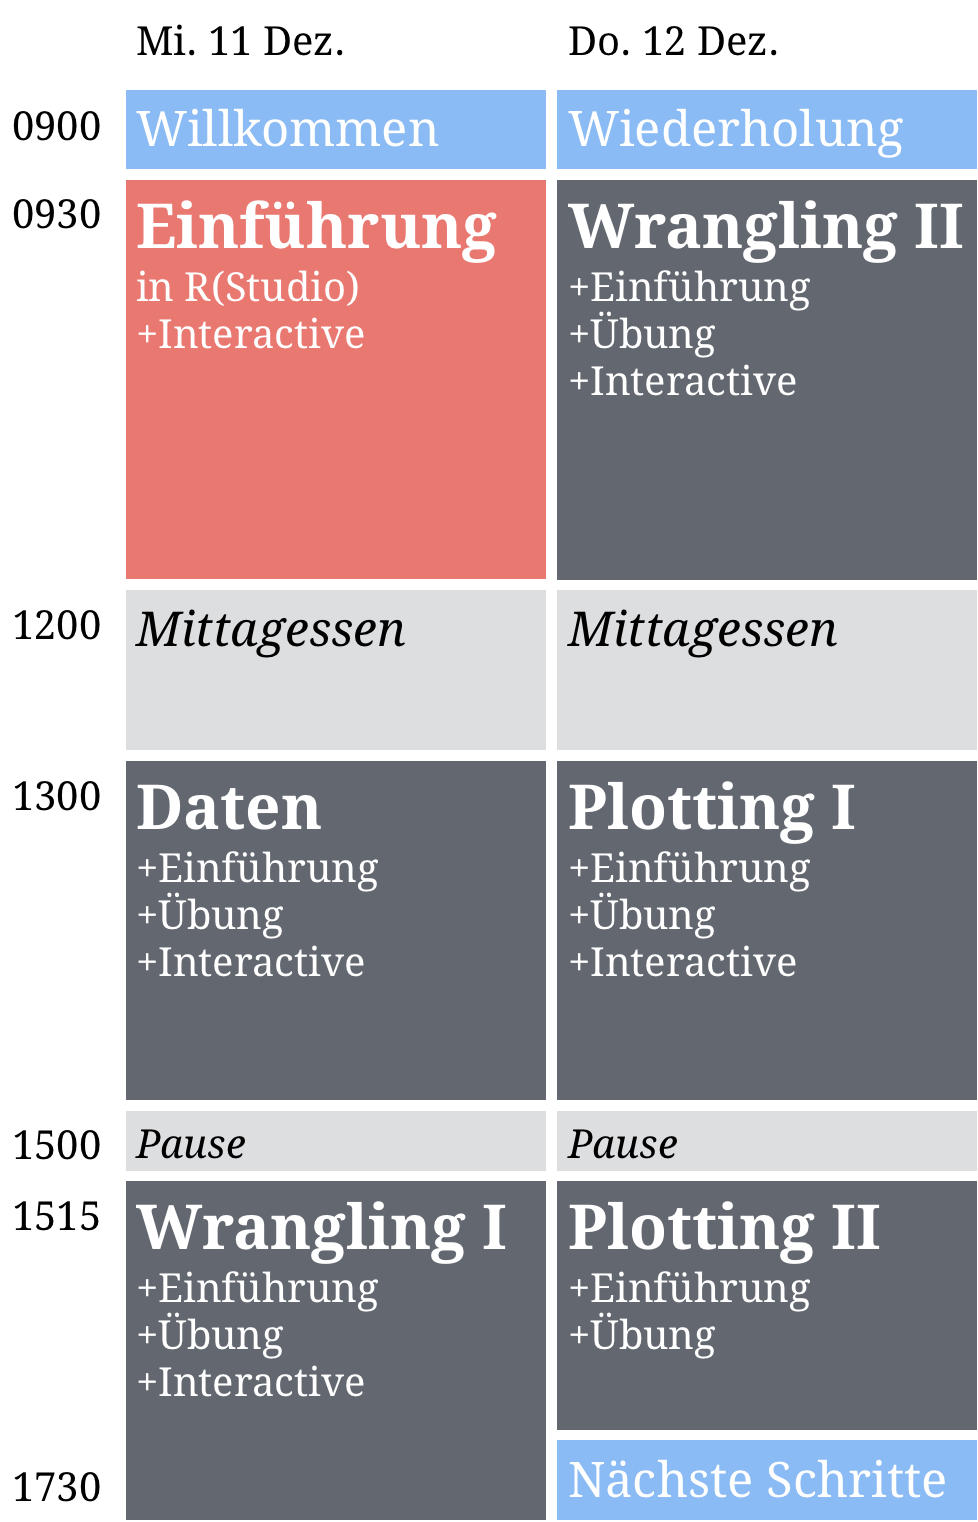 Mi. 11 Dez.
Do. 12 Dez.
0900
Willkommen
Wiederholung
0930
Einführung
in R(Studio)
+Interactive
Wrangling II
+Einführung
+Übung
+Interactive
1200
Mittagessen
Mittagessen
1300
Daten
+Einführung
+Übung
+Interactive
Plotting I
+Einführung
+Übung
+Interactive
1500
Pause
Pause
1515
Wrangling I
+Einführung
+Übung
+Interactive
Plotting II
+Einführung
+Übung
1730
Nächste Schritte